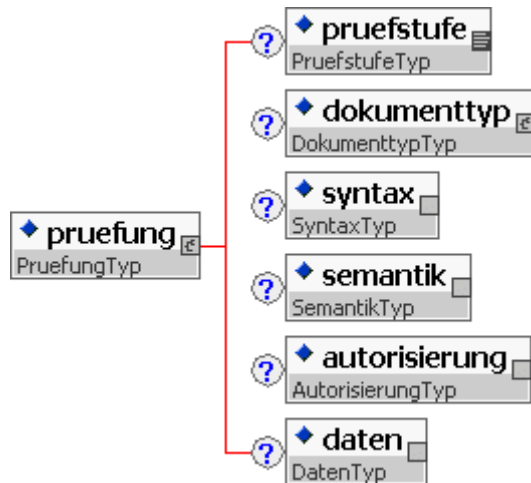 pruefstufe
PruefstufeTyp
dokumenttyp
DokumenttypTyp
syntax
SyntaxTyp
pruefung
PruefungTyp
semantik
SemantikTyp
autorisierung
AutorisierungTyp
daten
DatenTyp